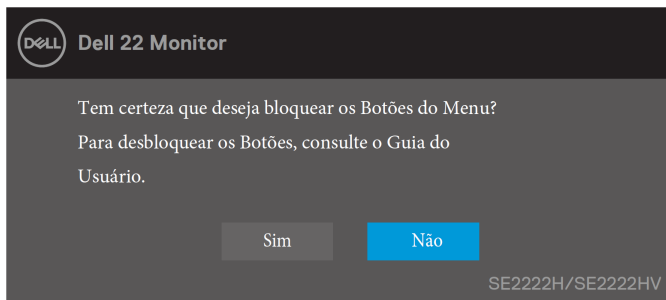 DELL
Dell 22 Monitor
Tem certeza que deseja bloquear os Botões do Menu?
Para desbloquear os Botões, consulte o Guia do
Usuário.
Sim Não
SE2222H/SE2222HV